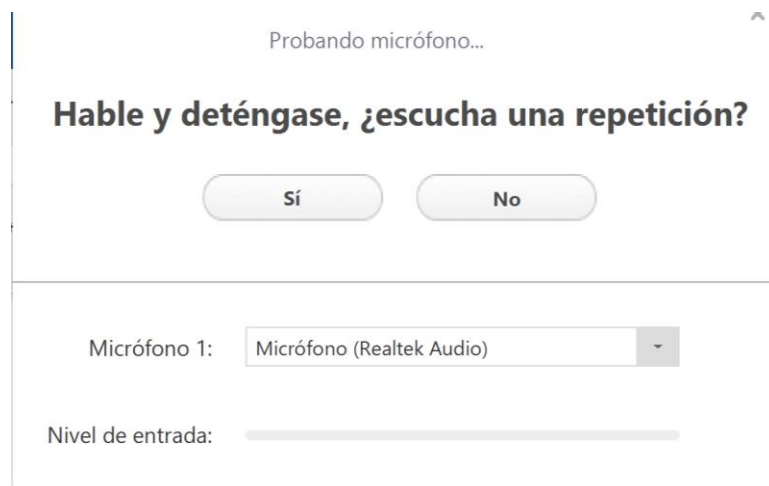 Probando micrófono...
Hable y deténgase, ¿escucha una repetición?
Sí
No
Micrófono 1:
Micrófono (Realtek Audio)
Nivel de entrada: